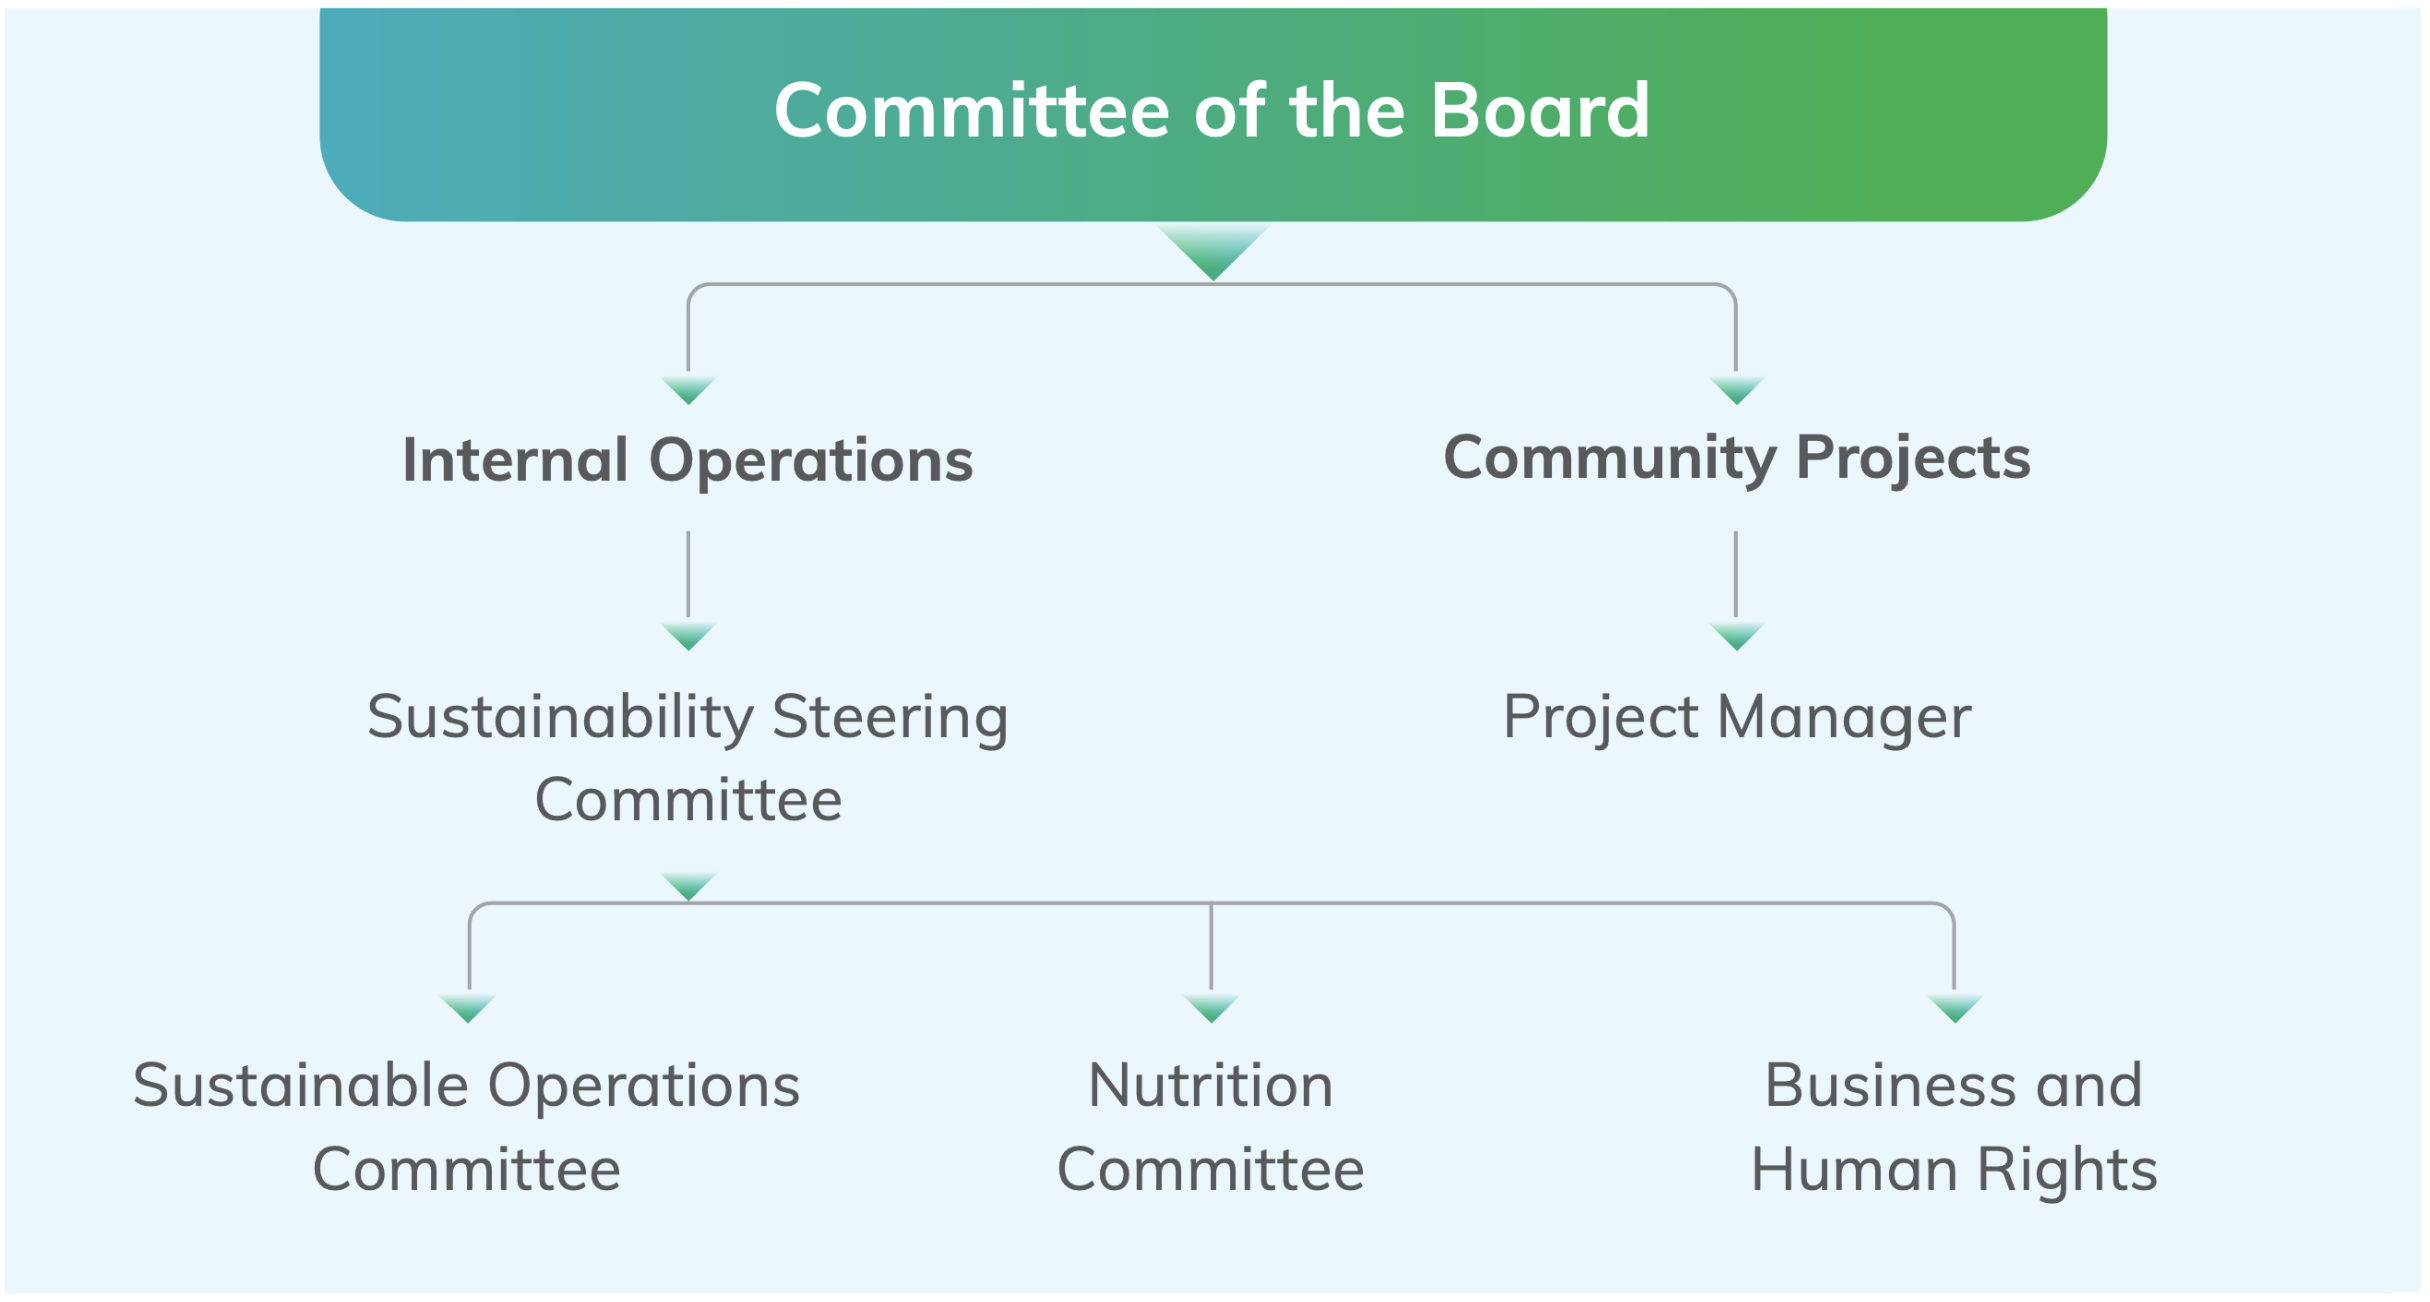 Committee of the Board
Internal Operations
Community Projects
Sustainability Steering
Committee
Project Manager
Sustainable Operations
Committee
Nutrition
Committee
Business and
Human Rights